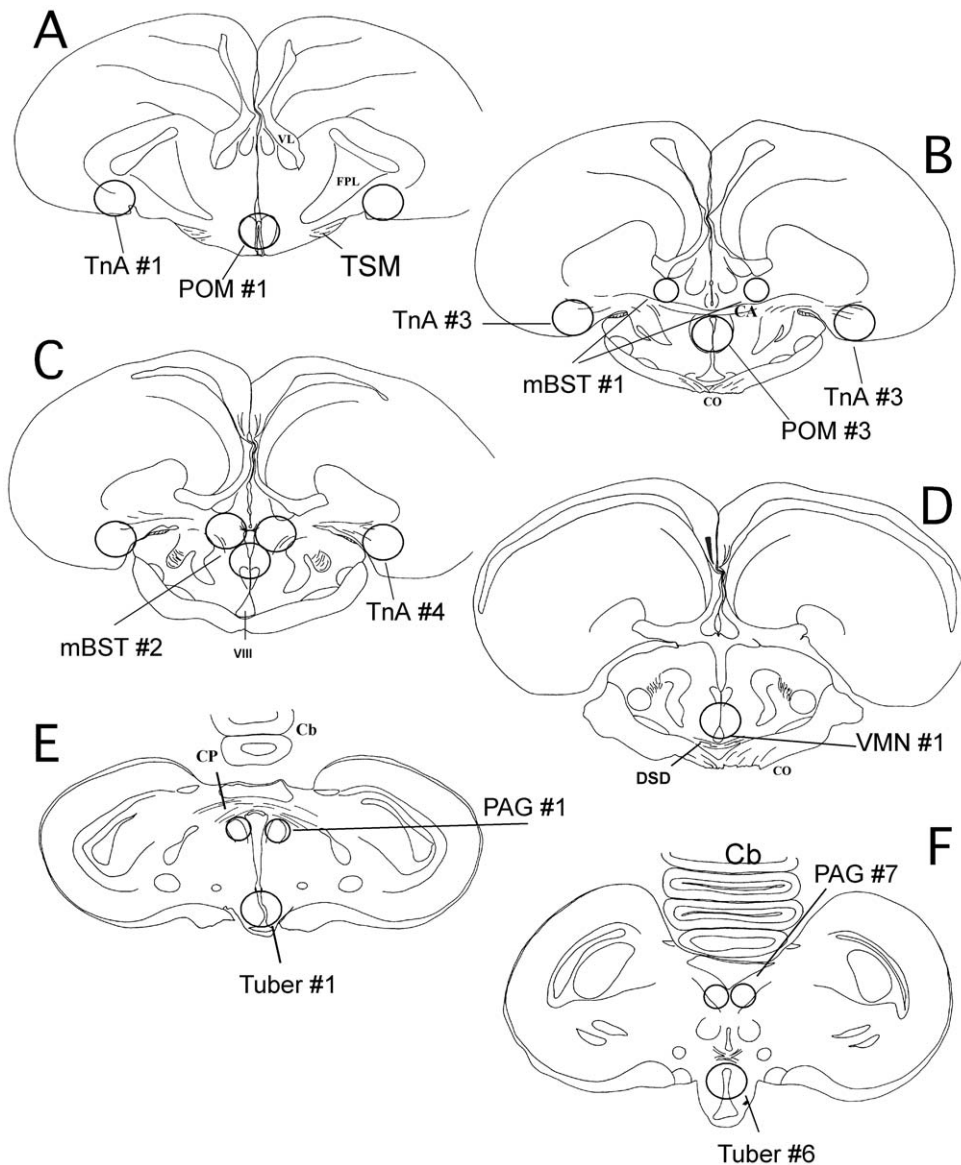 A
VL
FPL
TnA #1
POM #1
TSM
B
TnA #3
CA
mBST #1
CO
TnA #3
POM #3
C
mBST #2
VIII
TnA #4
D
VMN #1
DSD
CO
E
Cb
CP
PAG #1
Tuber #1
F
Cb
PAG #7
Tuber #6